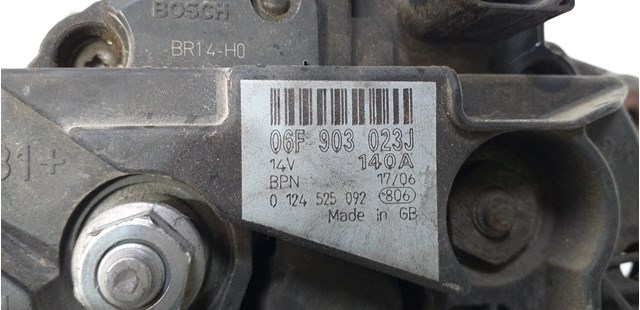 BOSCH
BR14-H0
B1+
06F 903 023J
14V 140A
BPN 17/06
0 124 525 092 806
Made in GB